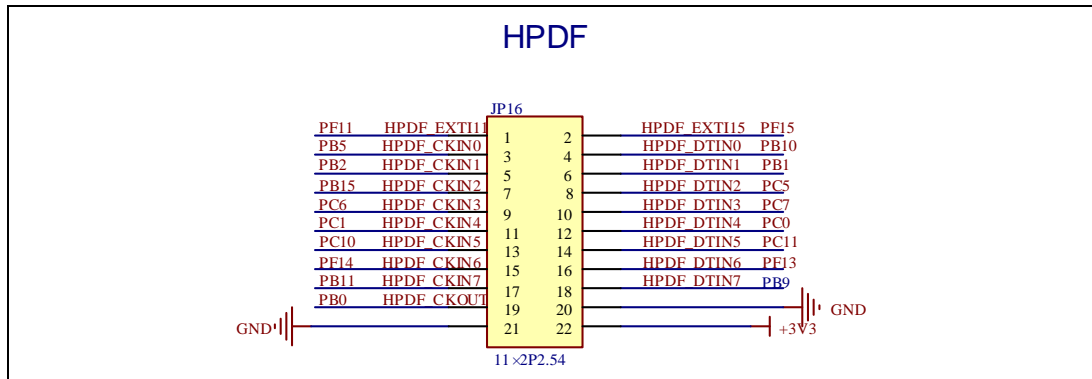 HPDF
JP16
PF11 HPDF_EXTI11 1 2 HPDF_EXTI15 PF15
PB5 HPDF_CKIN0 3 4 HPDF_DTIN0 PB10
PB2 HPDF_CKIN1 5 6 HPDF_DTIN1 PB1
PB15 HPDF_CKIN2 7 8 HPDF_DTIN2 PC5
PC6 HPDF_CKIN3 9 10 HPDF_DTIN3 PC7
PC1 HPDF_CKIN4 11 12 HPDF_DTIN4 PC0
PC10 HPDF_CKIN5 13 14 HPDF_DTIN5 PC11
PF14 HPDF_CKIN6 15 16 HPDF_DTIN6 PF13
PB11 HPDF_CKIN7 17 18 HPDF_DTIN7 PB9
PB0 HPDF_CKOUT 19 20 GND
GND 21 22 +3V3
11×2P2.54